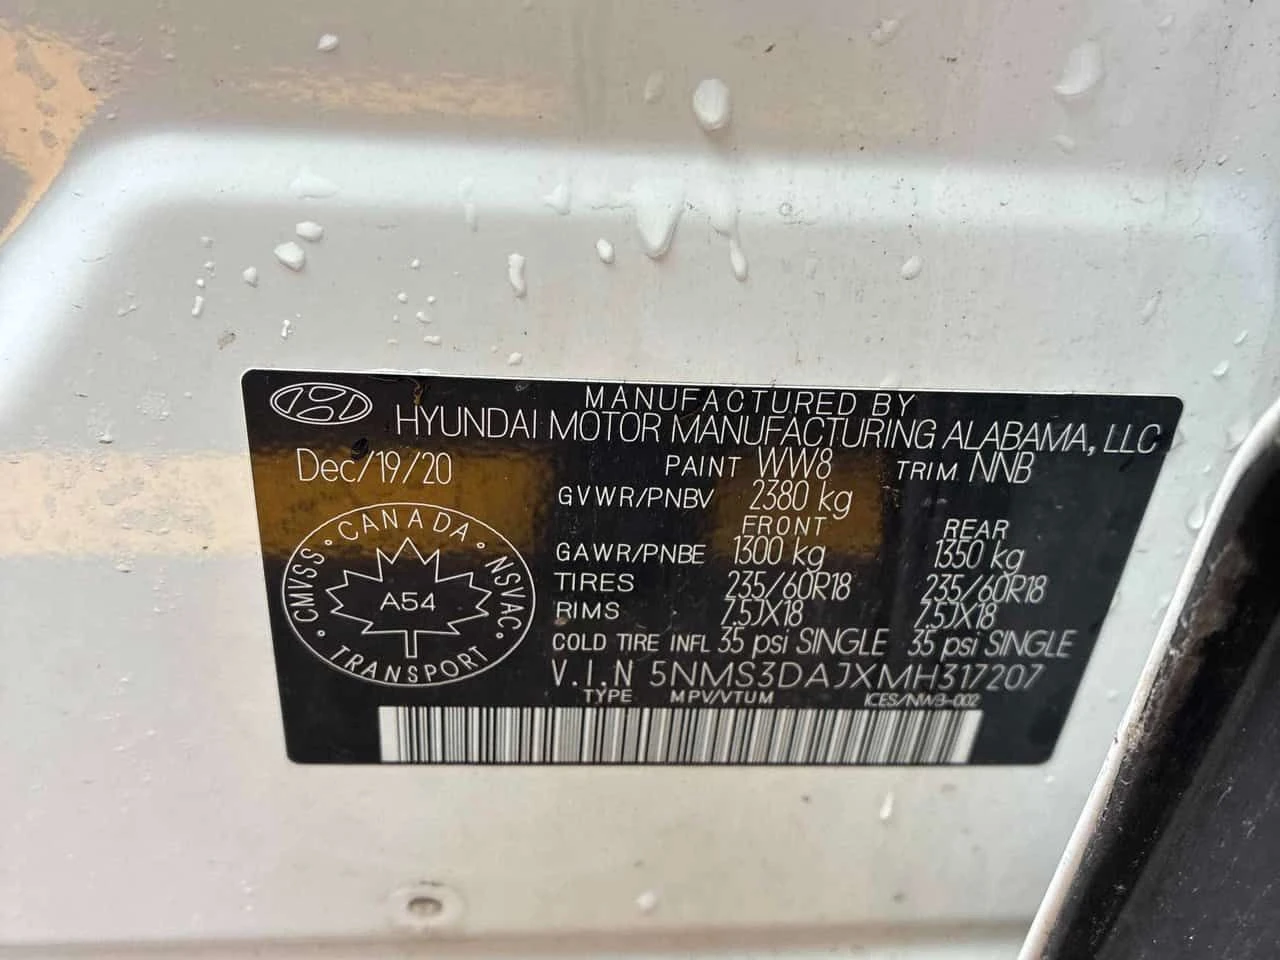 MANUFACTURED BY
HYUNDAI MOTOR MANUFACTURING ALABAMA, LLC
Dec/19/20 PAINT WW8 TRIM NNB
GVWR/PNBV 2380 kg
FRONT REAR
GAWR/PNBE 1300 kg 1350 kg
TIRES 235/60R18 235/60R18
RIMS 7.5JX18 7.5JX18
COLD TIRE INFL 35 psi SINGLE 35 psi SINGLE
V.I.N 5NMS3DAJXMH317207
TYPE MPV/VTUM ICES/NWB-002
CANADA
CMVSS · NSVAC
A54
TRANSPORT